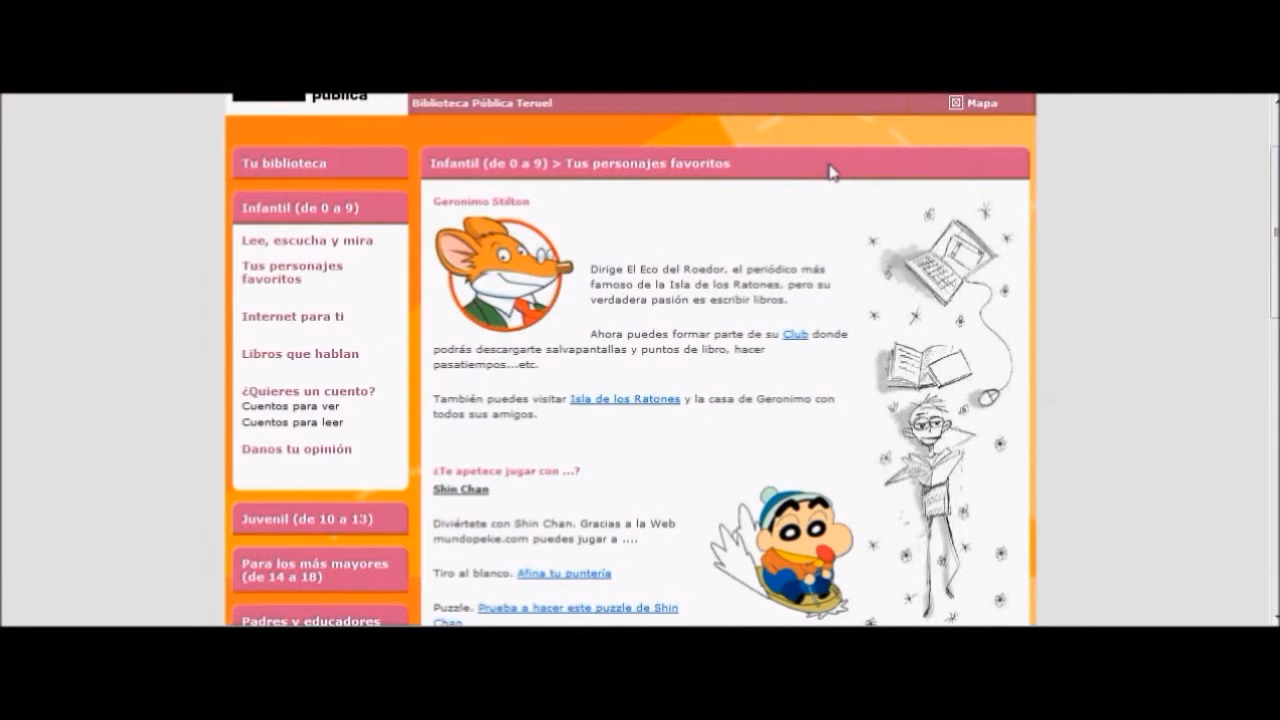 pública
Biblioteca Pública Teruel
Mapa
Tu biblioteca
Infantil (de 0 a 9)
Lee, escucha y mira
Tus personajes
favoritos
Internet para ti
Libros que hablan
¿Quieres un cuento?
Cuentos para ver
Cuentos para leer
Danos tu opinión
Juvenil (de 10 a 13)
Para los más mayores
(de 14 a 18)
Padres y educadores
Infantil (de 0 a 9) > Tus personajes favoritos
Geronimo Stilton
Dirige El Eco del Roedor, el periódico más
famoso de la Isla de los Ratones, pero su
verdadera pasión es escribir libros.
Ahora puedes formar parte de su Club donde
podrás descargarte salvapantallas y puntos de libro, hacer
pasatiempos...etc.
También puedes visitar Isla de los Ratones y la casa de Geronimo con
todos sus amigos.
¿Te apetece jugar con ...?
Shin Chan
Diviértete con Shin Chan. Gracias a la Web
mundopeke.com puedes jugar a ....
Tiro al blanco. Afina tu puntería
Puzzle. Prueba a hacer este puzzle de Shin
Chan